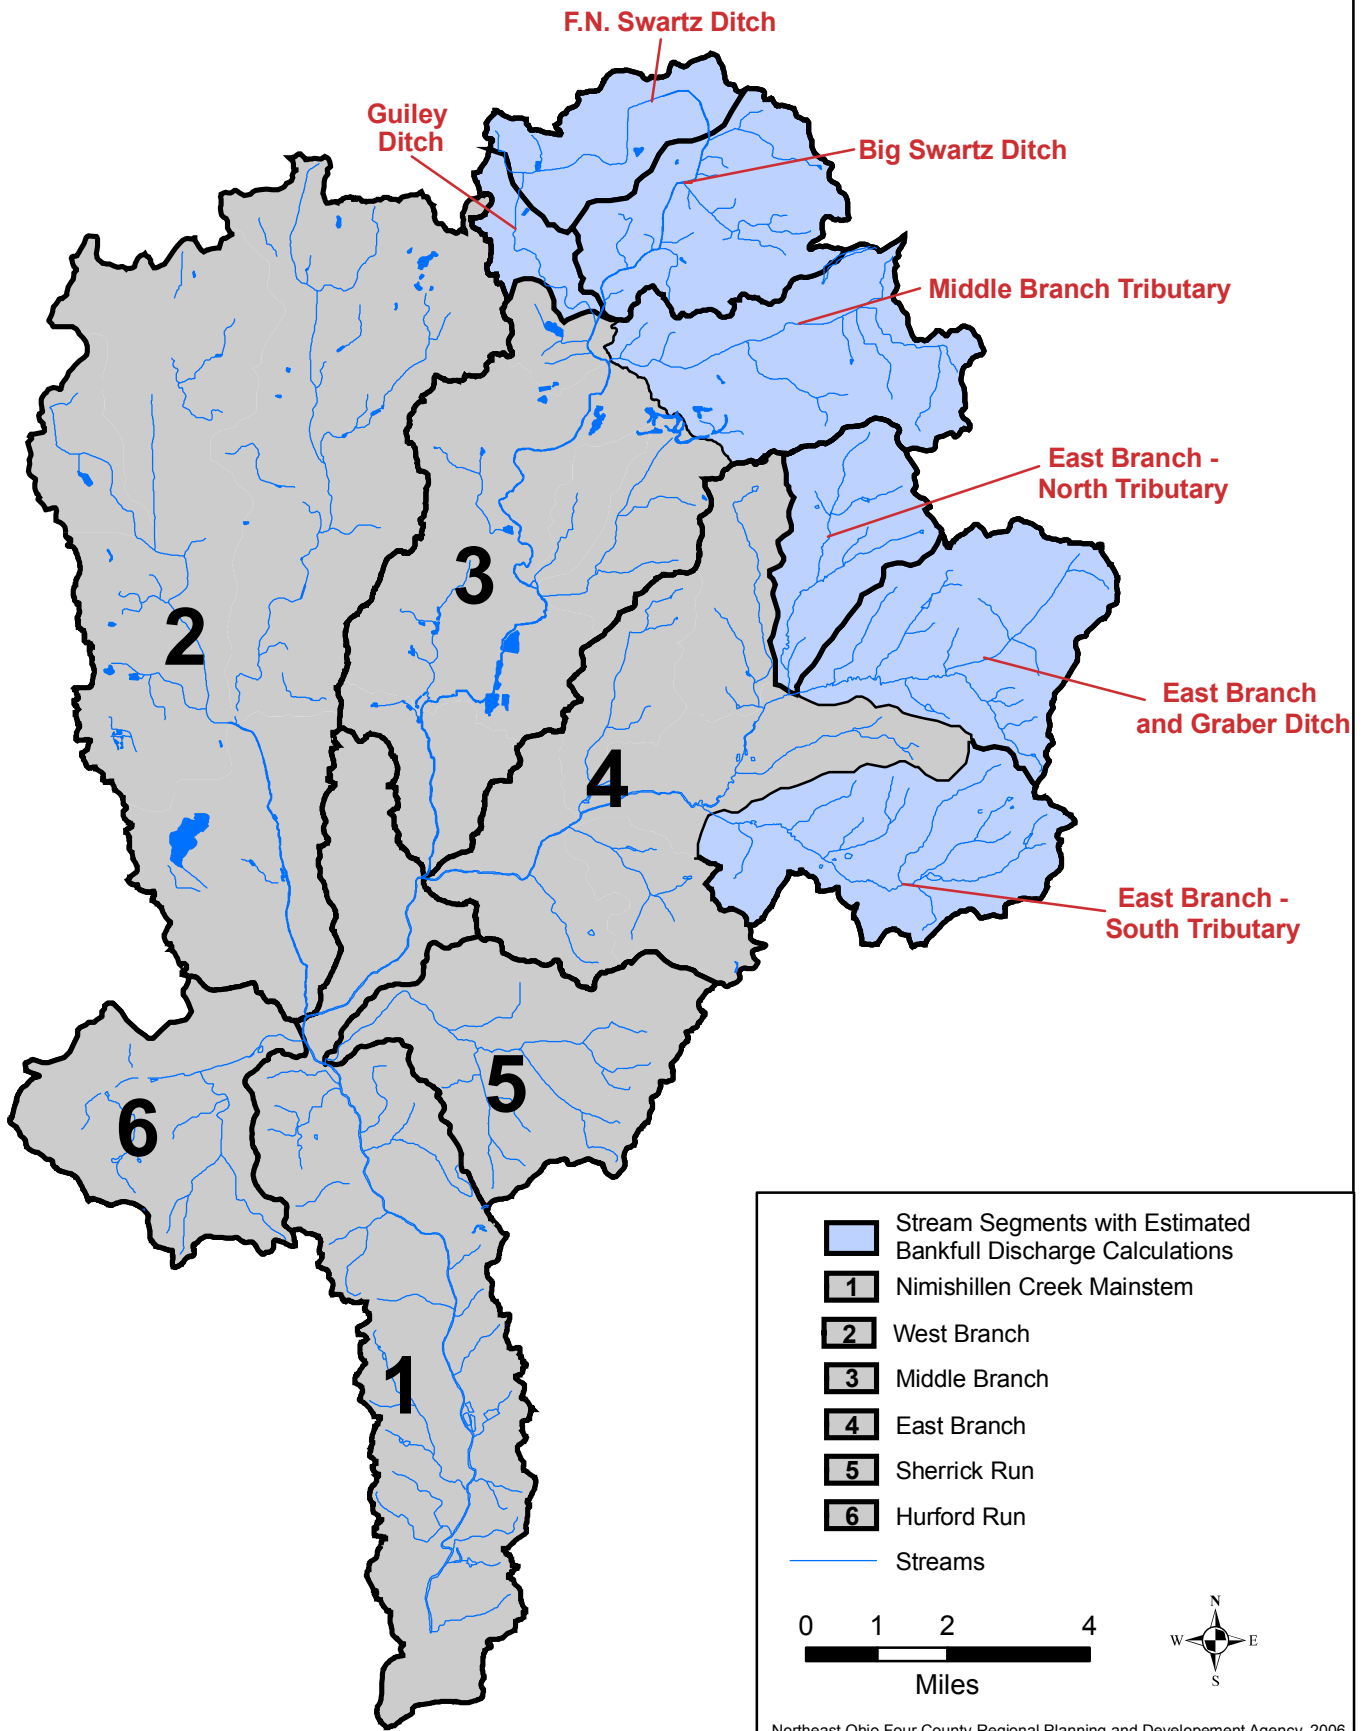 F.N. Swartz Ditch
Guiley
Ditch
Big Swartz Ditch
Middle Branch Tributary
East Branch -
North Tributary
East Branch
and Graber Ditch
East Branch -
South Tributary
2
3
4
5
6
1
Stream Segments with Estimated
Bankfull Discharge Calculations
1 Nimishillen Creek Mainstem
2 West Branch
3 Middle Branch
4 East Branch
5 Sherrick Run
6 Hurford Run
Streams
0 1 2 4
Miles
N
W E
S
Northeast Ohio Four County Regional Planning and Developement Agency, 2006